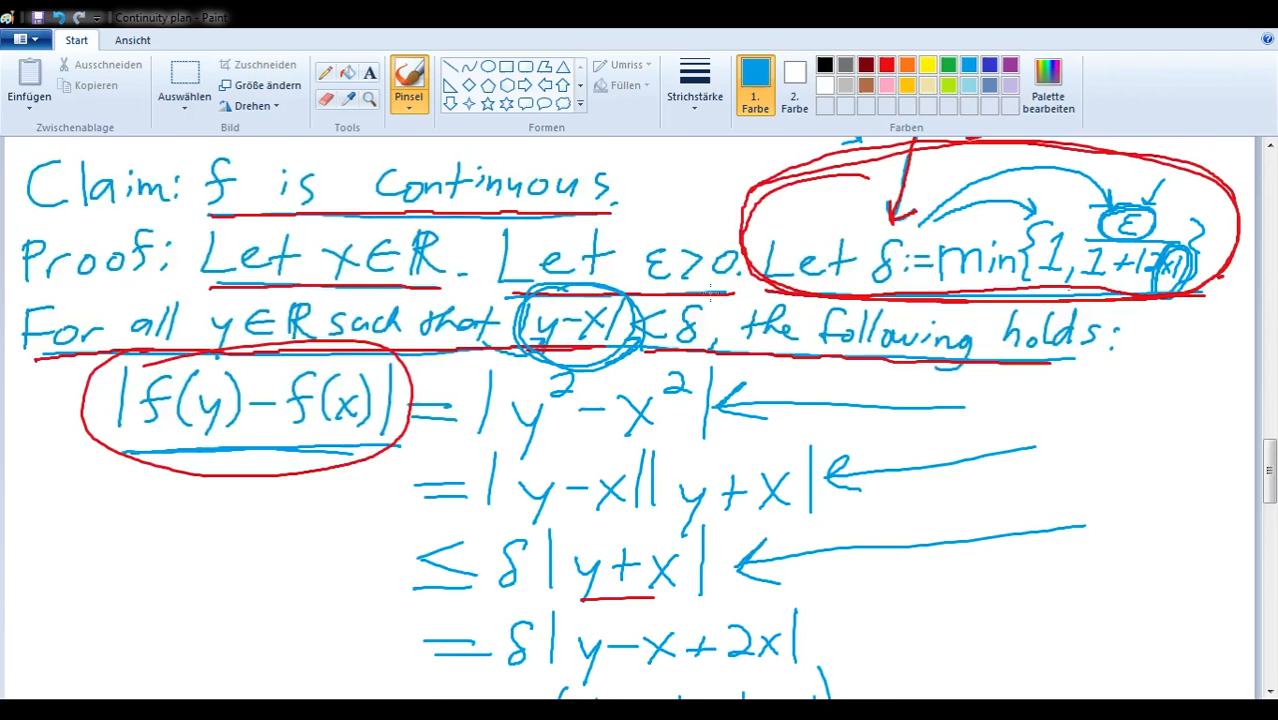 Continuity plan - Paint
Start Ansicht
Einfügen
Ausschneiden
Kopieren
Zwischenablage
Auswählen
Zuschneiden
Größe ändern
Drehen
Bild
Tools
Pinsel
Umriss
Füllen
Formen
Strichstärke
1. Farbe
2. Farbe
Farben
Palette bearbeiten
Claim: f is continuous.
Proof: Let x∈ℝ. Let ε>0. Let δ:=min{1, ε/(1+|2x|)}
For all y∈ℝ such that |y-x|<δ, the following holds:
|f(y)-f(x)| = |y²-x²|
= |y-x||y+x|
≤ δ|y+x|
= δ|y-x+2x|